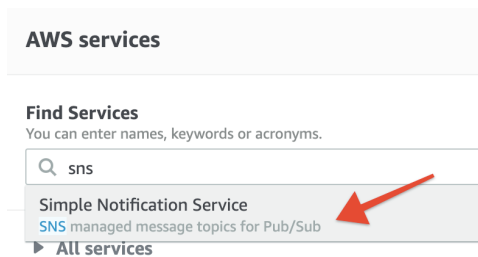 AWS services
Find Services
You can enter names, keywords or acronyms.
sns
Simple Notification Service
SNS managed message topics for Pub/Sub
All services